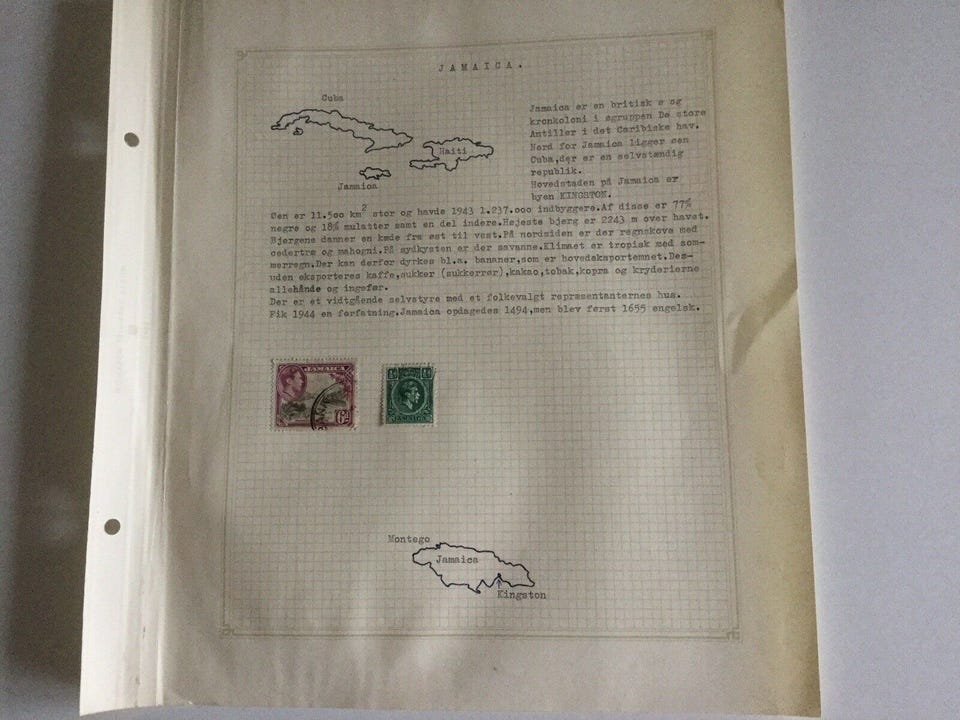 JAMAICA.
Cuba
Haiti
Jamaica
Jamaica er en britisk ø og
kronkoloni i øgruppen De store
Antiller i det Caribiske hav.
Nord for Jamaica ligger øen
Cuba,der er en selvstændig
republik.
Hovedstaden på Jamaica er
byen KINGSTON.
Øen er 11.500 km² stor og havde 1943 1.237.000 indbyggere.Af disse er 77%
negre og 18% mulatter samt en del indere.Højeste bjerg er 2243 m over havet.
Bjergene danner en kæde fra øst til vest.På nordsiden er der regnskove med
cedertræ og mahogni.På sydkysten er der savanne.Klimaet er tropisk med som-
merregn.Der kan derfor dyrkes bl.a. bananer,som er hovedeksportemnet.Des-
uden eksporteres kaffe,sukker (sukkerrør),kakao,tobak,kopra og kryderierne
allehånde og ingefær.
Der er et vidtgående selvstyre med et folkevalgt repræsentanternes hus.
Fik 1944 en forfatning.Jamaica opdagedes 1494,men blev først 1655 engelsk.
JAMAICA
6d
½d ½d
JAMAICA
Montego
Jamaica
Kingston